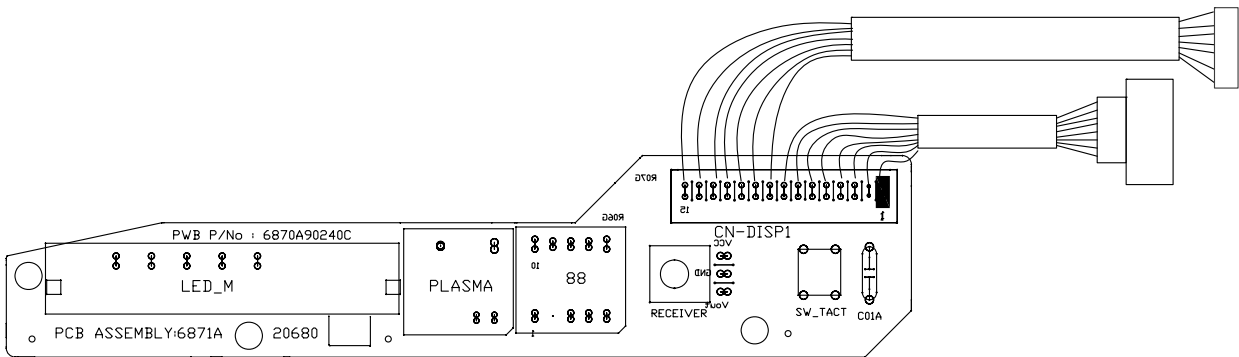 R07G
15
1
R06G
CN-DISP1
PWB P/No : 6870A90240C
VCC
GND
Vout
10
88
1
LED_M
PLASMA
RECEIVER
SW_TACT
C01A
PCB ASSEMBLY:6871A
20680